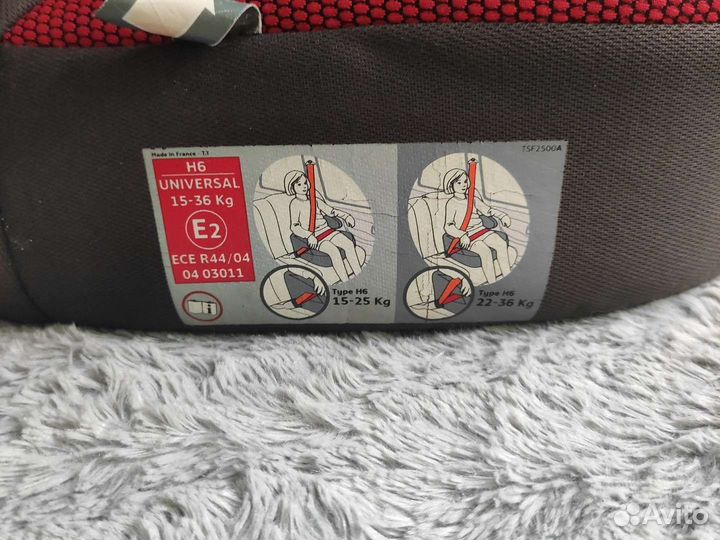 Made in France - 1.1
TSF2500A
H6
UNIVERSAL
15-36 Kg
E2
ECE R44/04
04 03011
i
Type H6
15-25 Kg
Type H6
22-36 Kg
Avito